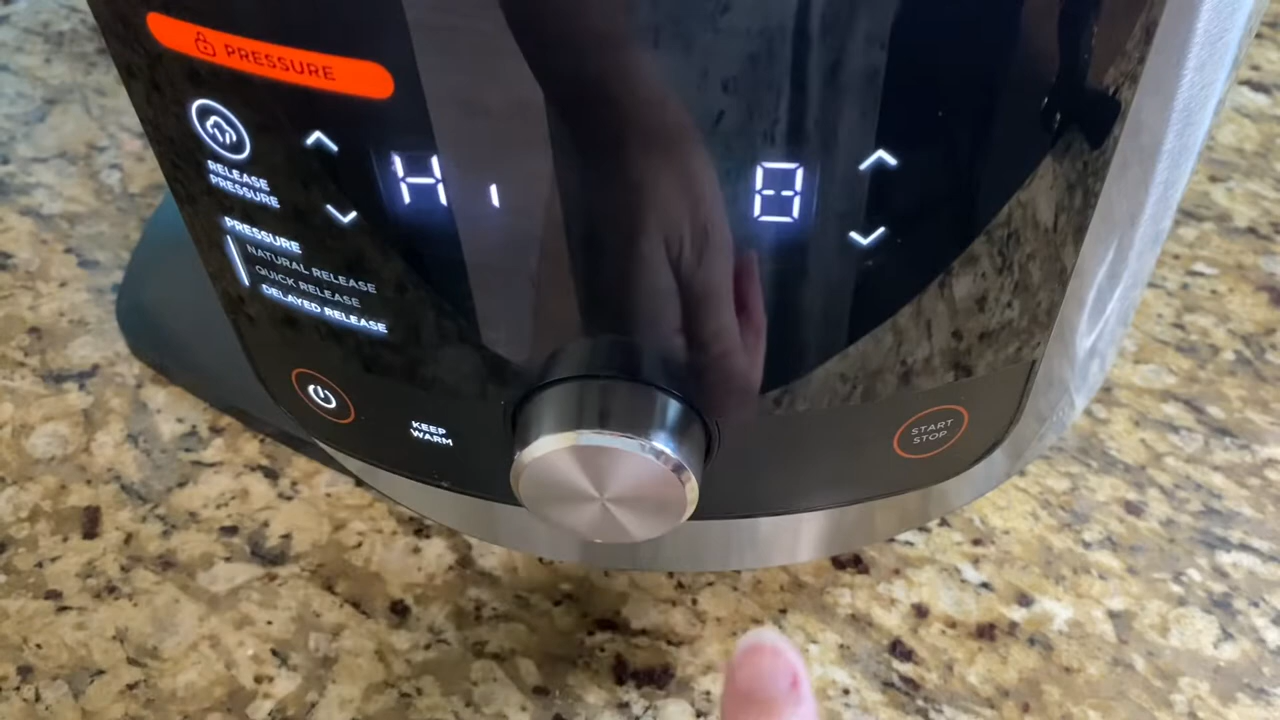 PRESSURE
RELEASE
PRESSURE
HI
8
PRESSURE
NATURAL RELEASE
QUICK RELEASE
DELAYED RELEASE
KEEP
WARM
START
STOP